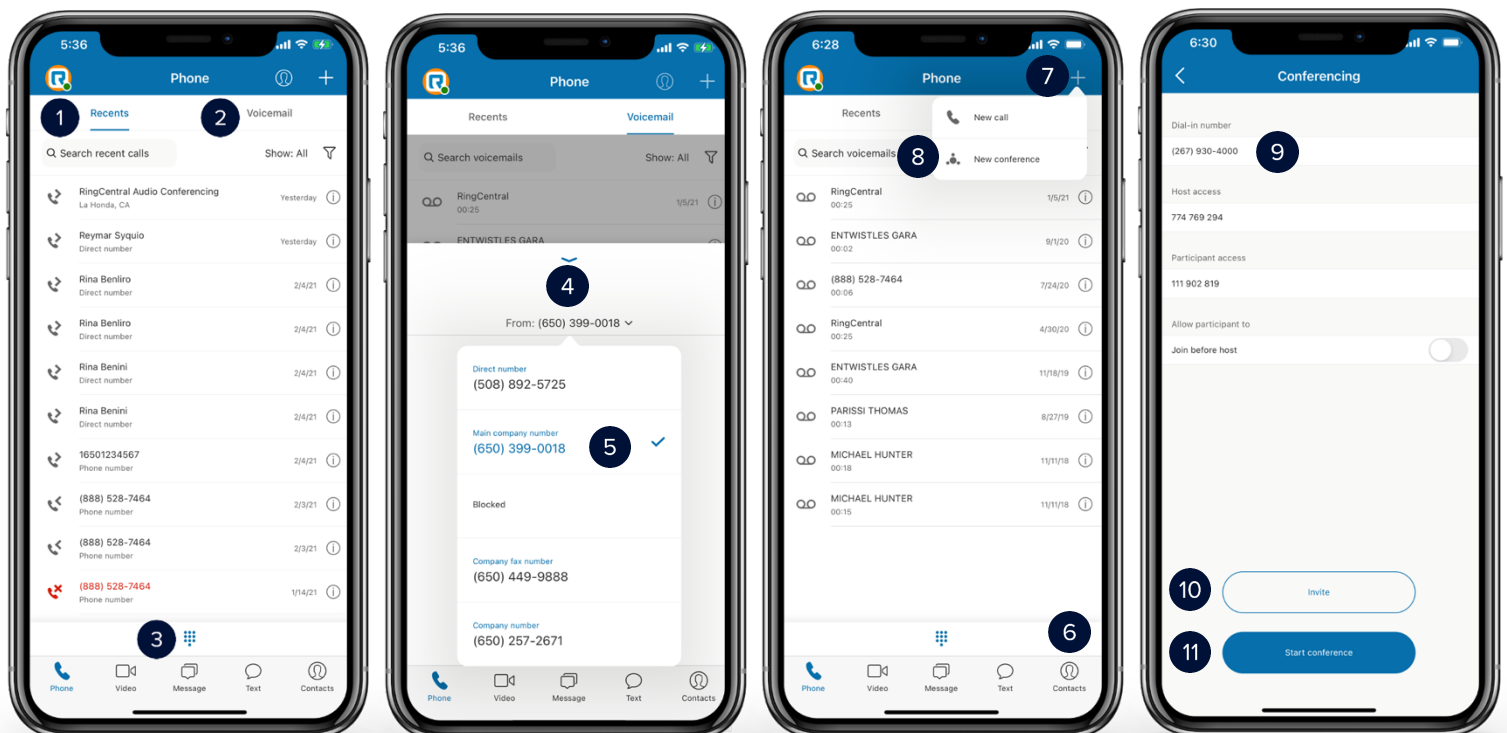 5:36
Phone
1
Recents
2
Voicemail
Search recent calls
Show: All
RingCentral Audio Conferencing
La Honda, CA
Yesterday
Reymar Syquio
Direct number
Yesterday
Rina Benliro
Direct number
2/4/21
Rina Benliro
Direct number
2/4/21
Rina Benini
Direct number
2/4/21
Rina Benini
Direct number
2/4/21
16501234567
Phone number
2/4/21
(888) 528-7464
Phone number
2/3/21
(888) 528-7464
Phone number
2/3/21
(888) 528-7464
Phone number
1/14/21
3
Phone
Video
Message
Text
Contacts
5:36
Phone
Recents
Voicemail
Search voicemails
Show: All
RingCentral
00:25
1/5/21
ENTWISTLES GARA
4
From: (650) 399-0018
Direct number
(508) 892-5725
Main company number
(650) 399-0018
5
Blocked
Company fax number
(650) 449-9888
Company number
(650) 257-2671
Phone
Video
Message
Text
Contacts
6:28
Phone
7
Recents
New call
8
New conference
Search voicemails
RingCentral
00:25
1/5/21
ENTWISTLES GARA
00:02
9/1/20
(888) 528-7464
00:06
7/24/20
RingCentral
00:25
4/30/20
ENTWISTLES GARA
00:40
11/18/19
PARISSI THOMAS
00:13
8/27/19
MICHAEL HUNTER
00:18
11/11/18
MICHAEL HUNTER
00:15
11/11/18
6
Phone
Video
Message
Text
Contacts
6:30
Conferencing
Dial-in number
(267) 930-4000
9
Host access
774 769 294
Participant access
111 902 819
Allow participant to
Join before host
10
Invite
11
Start conference